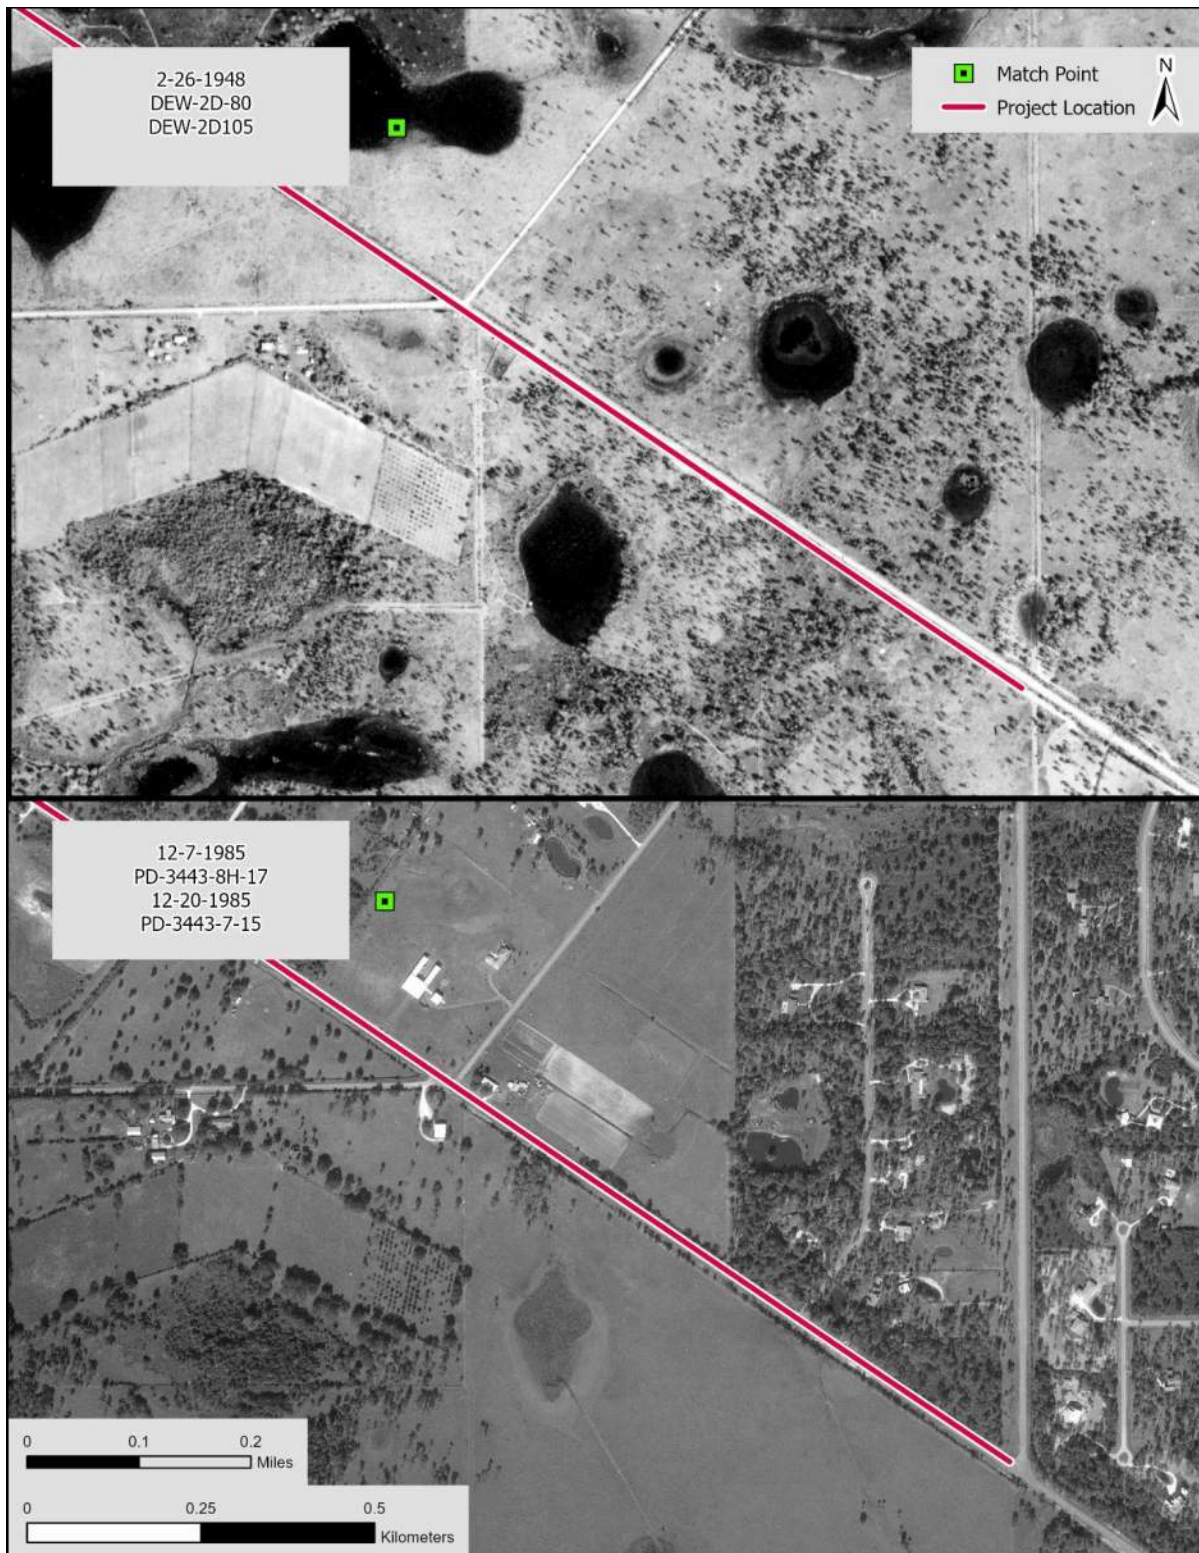 2-26-1948
DEW-2D-80
DEW-2D105
Match Point
Project Location
N
12-7-1985
PD-3443-8H-17
12-20-1985
PD-3443-7-15
0 0.1 0.2
Miles
0 0.25 0.5
Kilometers